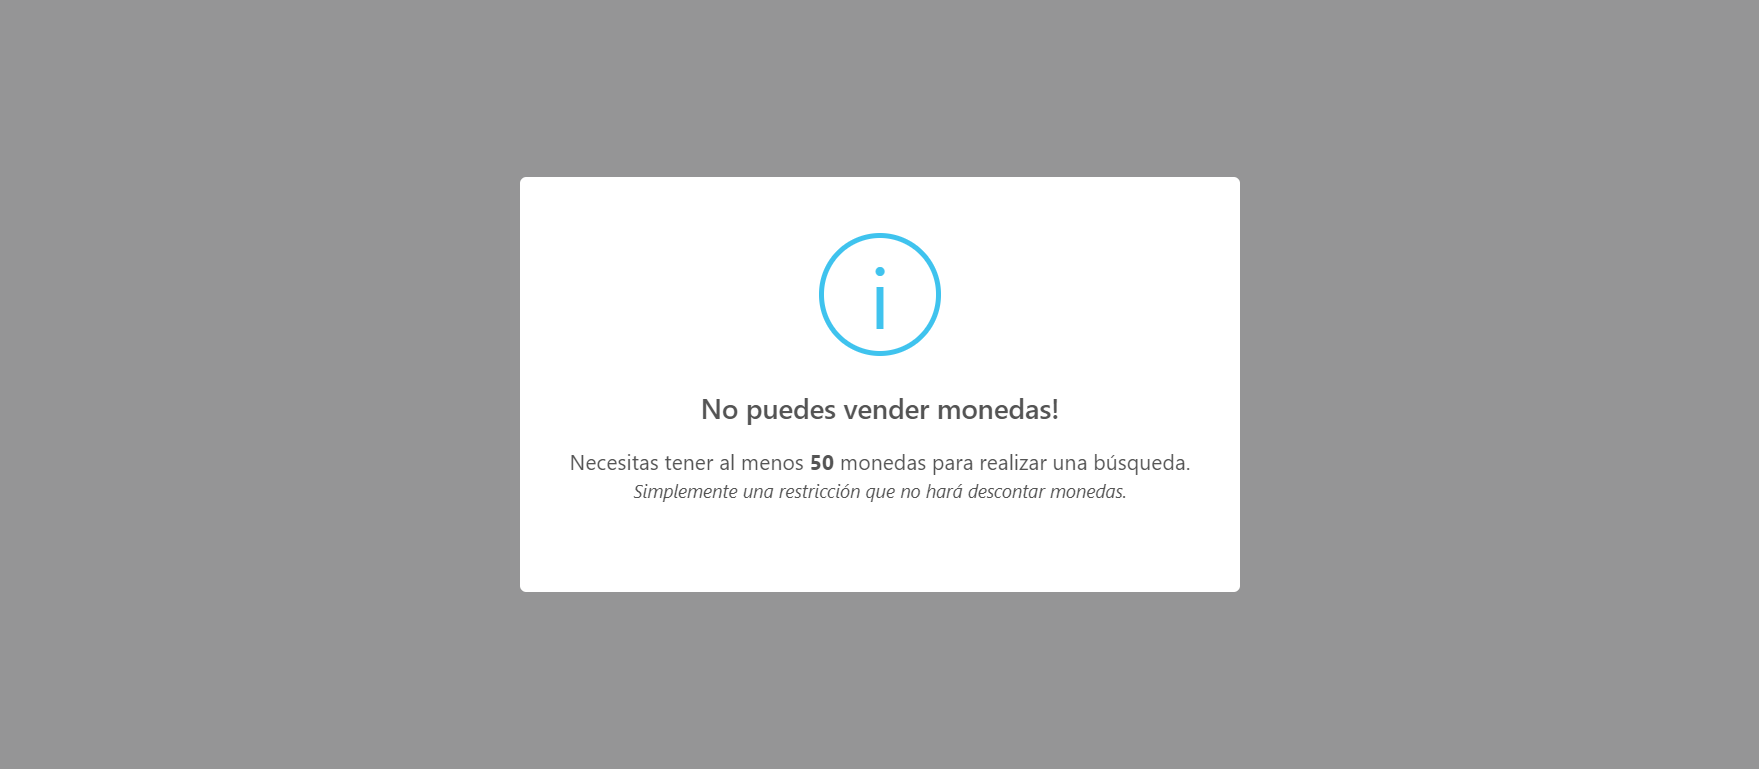 No puedes vender monedas!
Necesitas tener al menos 50 monedas para realizar una búsqueda.
Simplemente una restricción que no hará descontar monedas.